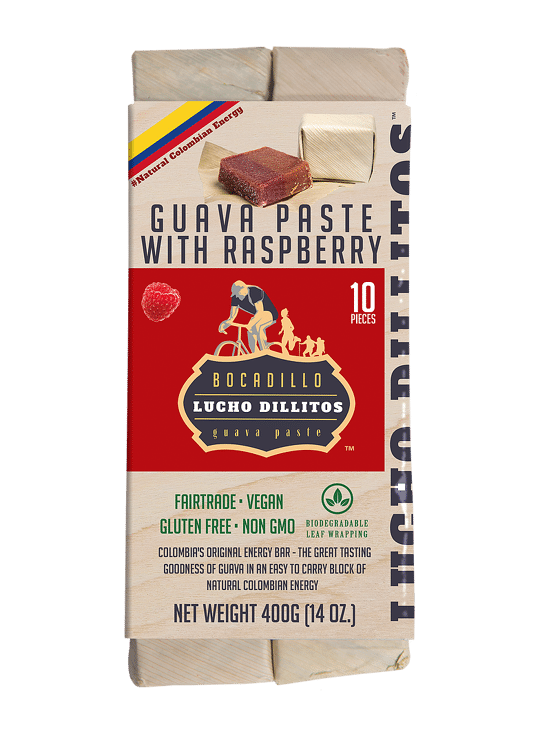 #Natural Colombian Energy
GUAVA PASTE
WITH RASPBERRY
10
PIECES
BOCADILLO
LUCHO DILLITOS
guava paste
TM
FAIRTRADE • VEGAN
GLUTEN FREE • NON GMO
BIODEGRADABLE
LEAF WRAPPING
COLOMBIA'S ORIGINAL ENERGY BAR - THE GREAT TASTING
GOODNESS OF GUAVA IN AN EASY TO CARRY BLOCK OF
NATURAL COLOMBIAN ENERGY
NET WEIGHT 400G (14 OZ.)
LUCHO DILLITOS TM